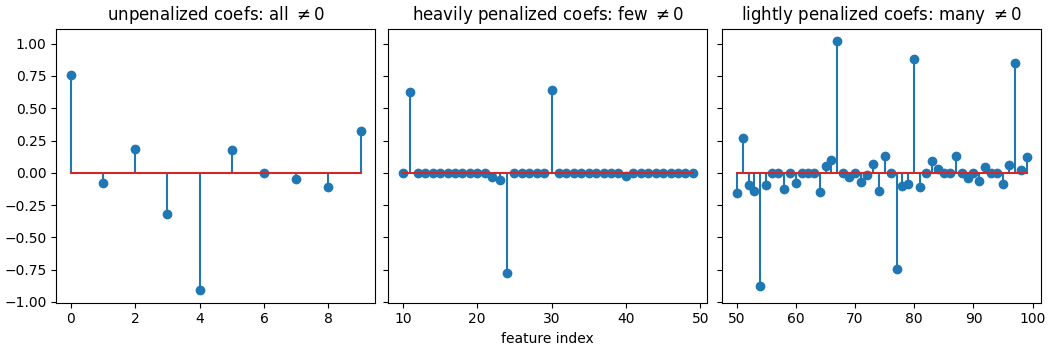 unpenalized coefs: all ≠0
heavily penalized coefs: few ≠0
lightly penalized coefs: many ≠0
1.00
0.75
0.50
0.25
0.00
−0.25
−0.50
−0.75
−1.00
0 2 4 6 8
10 20 30 40 50
50 60 70 80 90 100
feature index